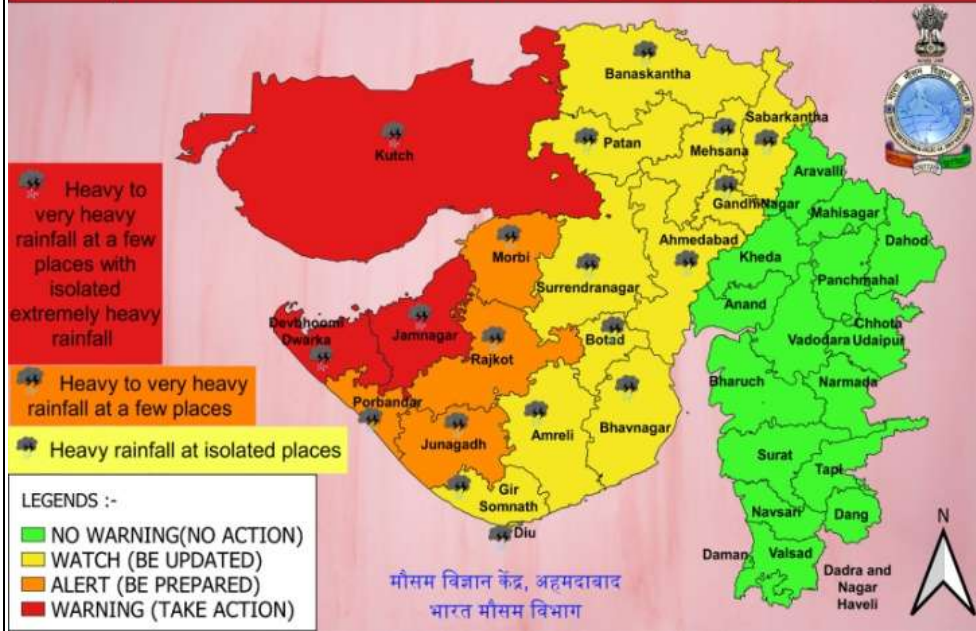 Banaskantha
Patan
Mehsana
Sabarkantha
Kutch
GandhiNagar
Aravalli
Mahisagar
Dahod
Ahmedabad
Kheda
Panchmahal
Morbi
Surrendranagar
Anand
Chhota
Udaipur
Vadodara
Devbhoomi
Dwarka
Jamnagar
Rajkot
Botad
Bharuch
Narmada
Porbandar
Junagadh
Amreli
Bhavnagar
Surat
Tapi
Gir
Somnath
Diu
Navsari
Dang
Daman
Valsad
Dadra and
Nagar
Haveli
N
Heavy to
very heavy
rainfall at a few
places with
isolated
extremely heavy
rainfall
Heavy to very heavy
rainfall at a few places
Heavy rainfall at isolated places
LEGENDS :-
NO WARNING(NO ACTION)
WATCH (BE UPDATED)
ALERT (BE PREPARED)
WARNING (TAKE ACTION)
मौसम विज्ञान केंद्र, अहमदाबाद
भारत मौसम विभाग